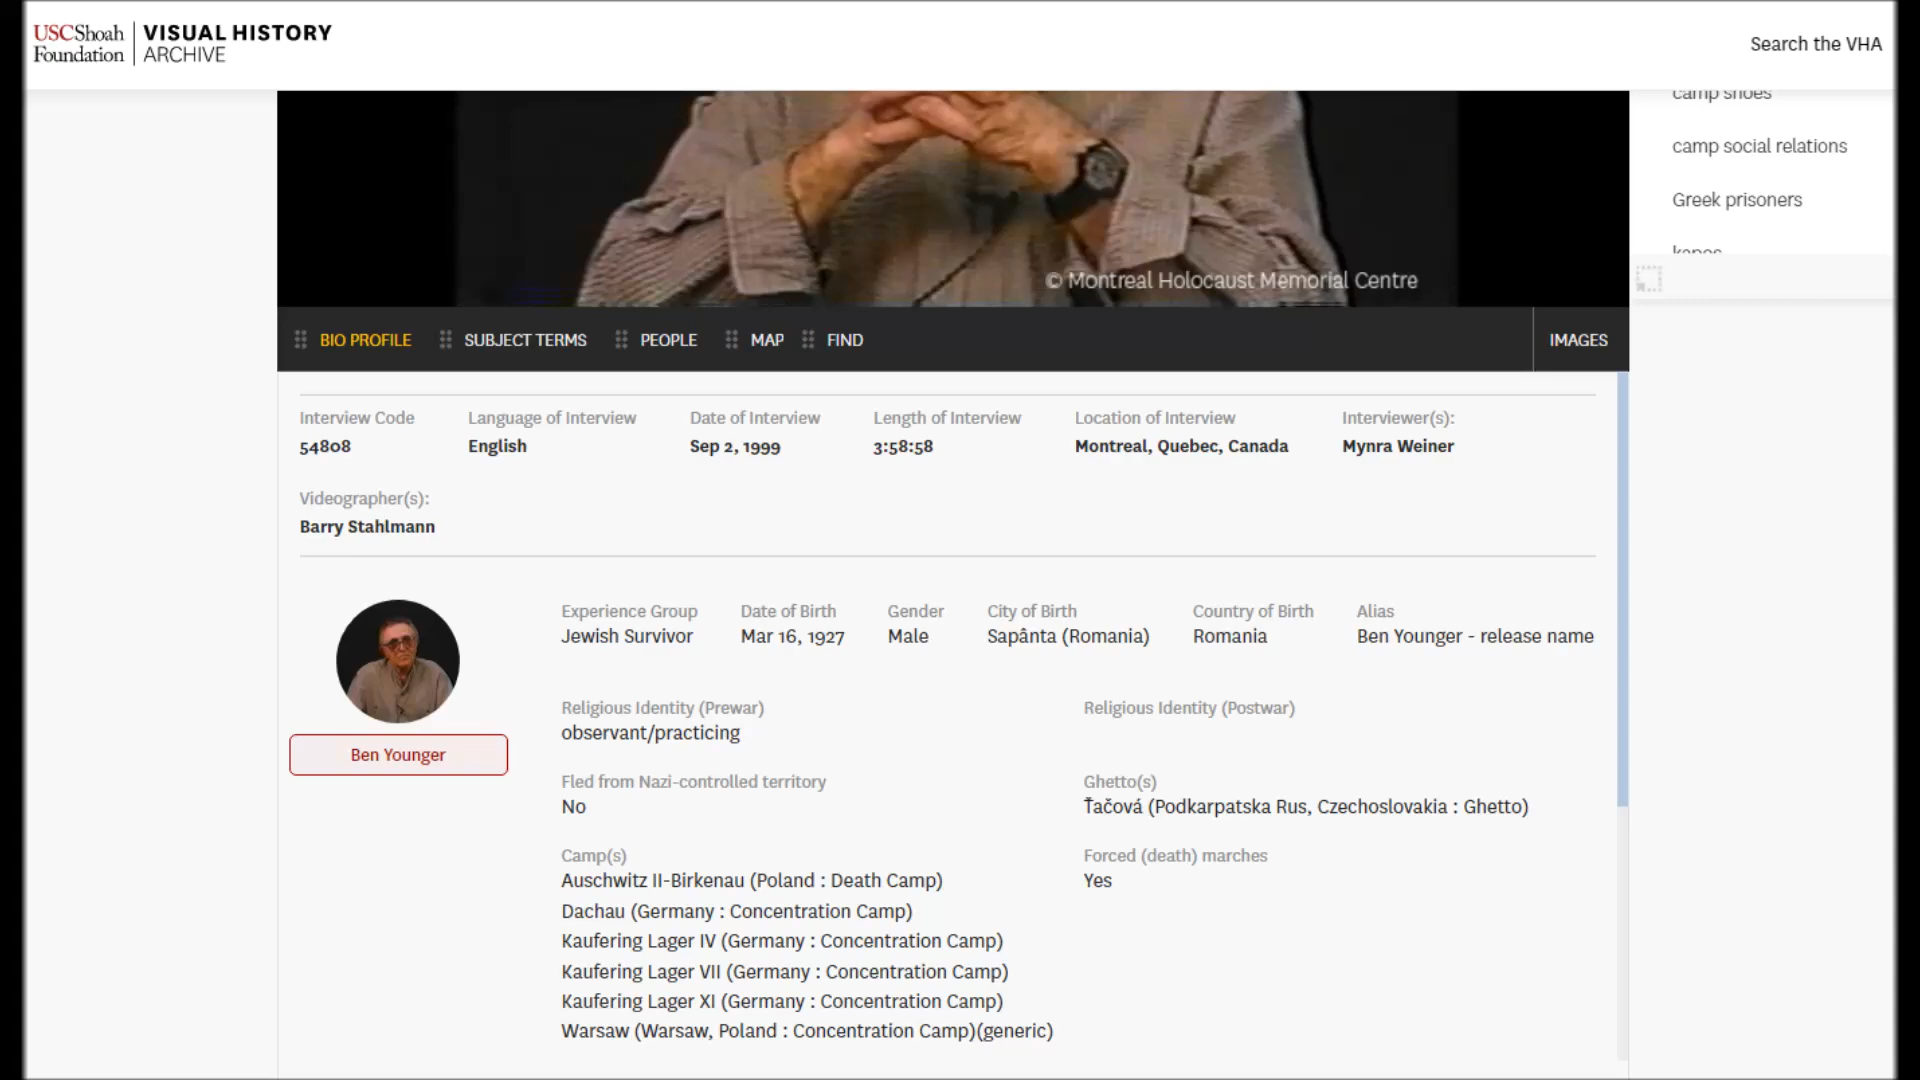 USCShoah Foundation
VISUAL HISTORY ARCHIVE
Search the VHA
camp shoes
camp social relations
Greek prisoners
kapos
© Montreal Holocaust Memorial Centre
BIO PROFILE
SUBJECT TERMS
PEOPLE
MAP
FIND
IMAGES
Interview Code
54808
Language of Interview
English
Date of Interview
Sep 2, 1999
Length of Interview
3:58:58
Location of Interview
Montreal, Quebec, Canada
Interviewer(s):
Mynra Weiner
Videographer(s):
Barry Stahlmann
Ben Younger
Experience Group
Jewish Survivor
Date of Birth
Mar 16, 1927
Gender
Male
City of Birth
Sapânta (Romania)
Country of Birth
Romania
Alias
Ben Younger - release name
Religious Identity (Prewar)
observant/practicing
Religious Identity (Postwar)
Fled from Nazi-controlled territory
No
Ghetto(s)
Ťačová (Podkarpatska Rus, Czechoslovakia : Ghetto)
Camp(s)
Auschwitz II-Birkenau (Poland : Death Camp)
Dachau (Germany : Concentration Camp)
Kaufering Lager IV (Germany : Concentration Camp)
Kaufering Lager VII (Germany : Concentration Camp)
Kaufering Lager XI (Germany : Concentration Camp)
Warsaw (Warsaw, Poland : Concentration Camp)(generic)
Forced (death) marches
Yes